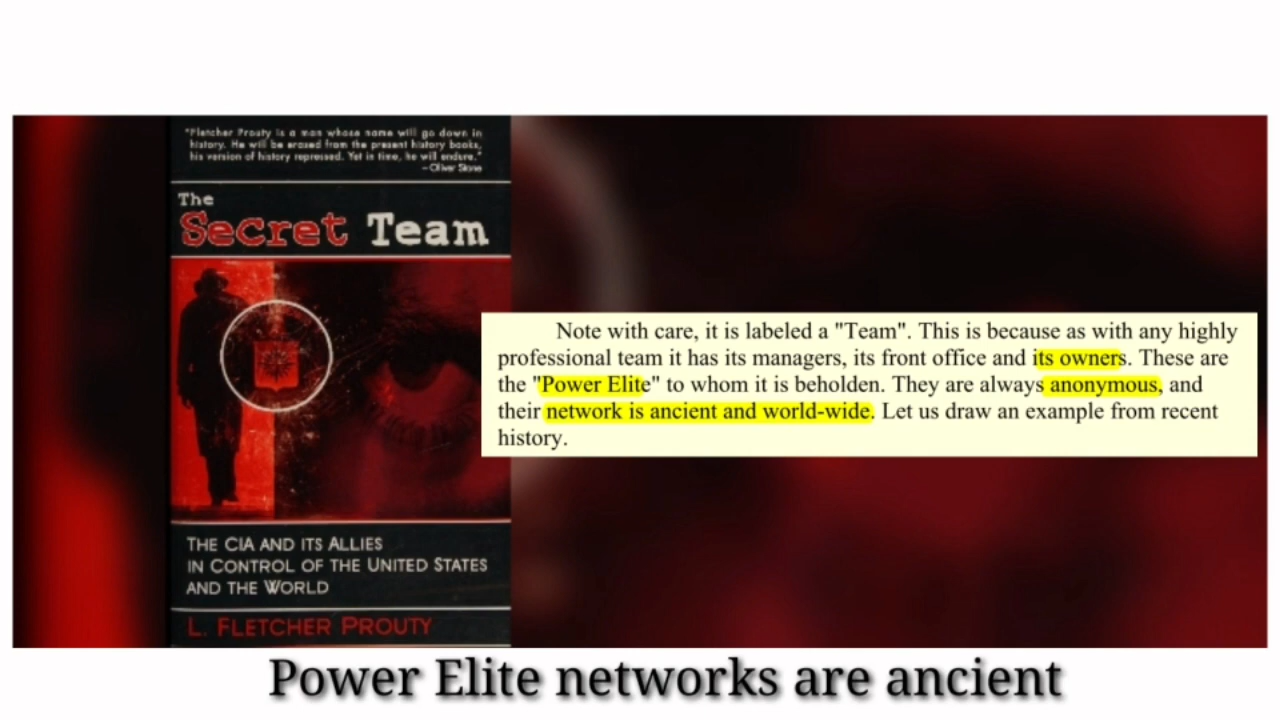 "Fletcher Prouty is a man whose name will go down in
history. He will be erased from the present history books,
his version of history repressed. Yet in time, he will endure."
–Oliver Stone
The
Secret Team
THE CIA AND ITS ALLIES
IN CONTROL OF THE UNITED STATES
AND THE WORLD
L. FLETCHER PROUTY
Note with care, it is labeled a "Team". This is because as with any highly
professional team it has its managers, its front office and its owners. These are
the "Power Elite" to whom it is beholden. They are always anonymous, and
their network is ancient and world-wide. Let us draw an example from recent
history.
Power Elite networks are ancient